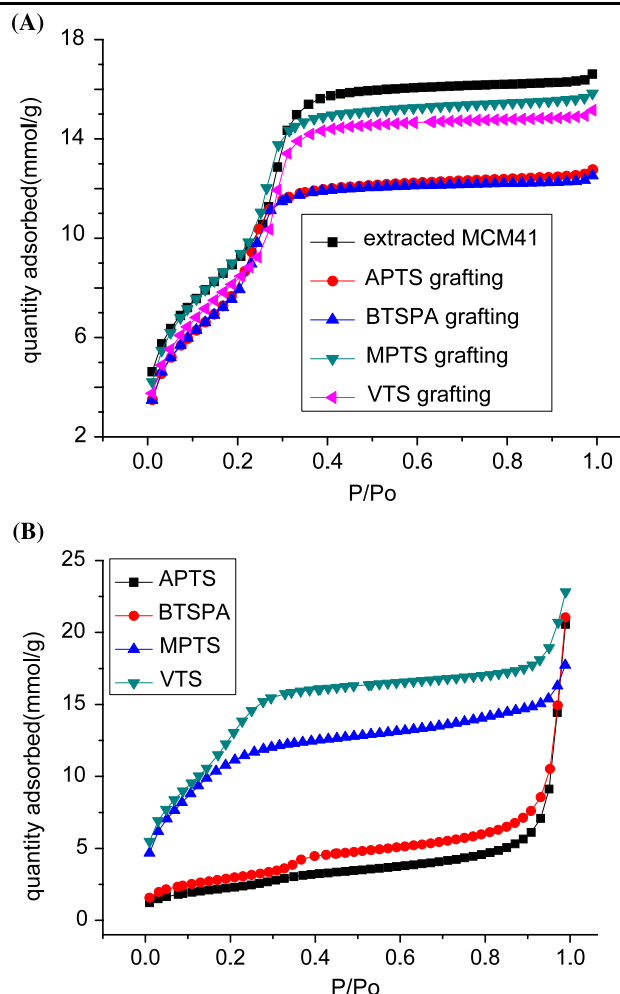 (A)
18
14
10
6
2
quantity adsorbed(mmol/g)
extracted MCM41
APTS grafting
BTSPA grafting
MPTS grafting
VTS grafting
0.0 0.2 0.4 0.6 0.8 1.0
P/Po
(B)
25
20
15
10
5
0
quantity adsorbed(mmol/g)
APTS
BTSPA
MPTS
VTS
0.0 0.2 0.4 0.6 0.8 1.0
P/Po